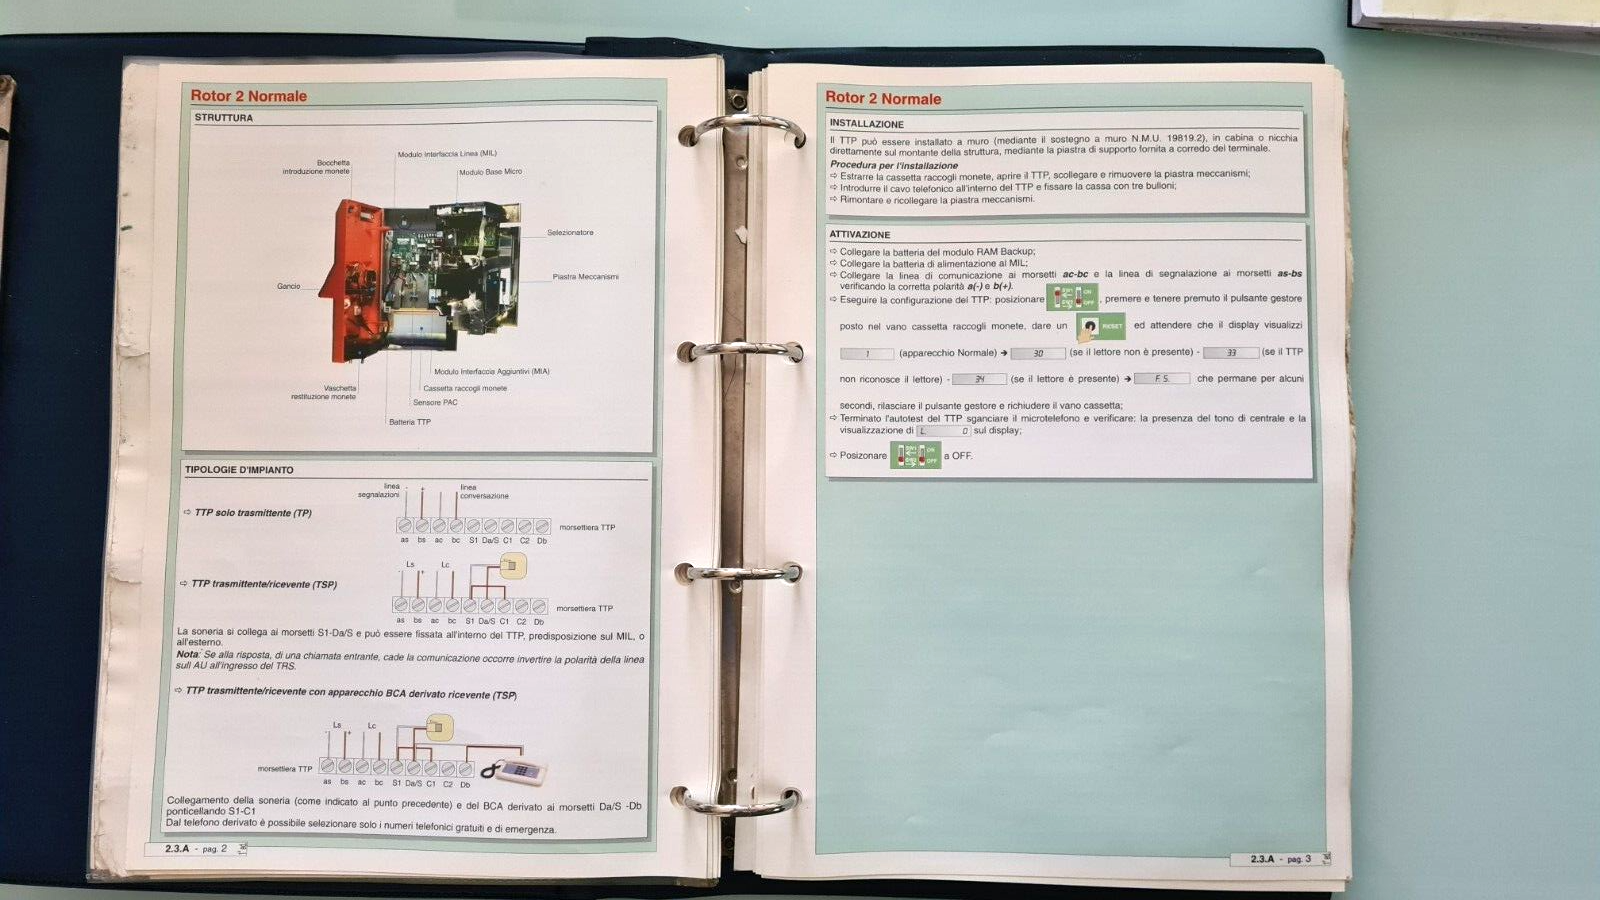 Rotor 2 Normale
STRUTTURA
Modulo Interfaccia Linea (MIL)
Bocchetta
introduzione monete
Modulo Base Micro
Selezionatore
Piastra Meccanismi
Gancio
Modulo Interfaccia Aggiuntivi (MIA)
Vaschetta
restituzione monete
Cassetta raccogli monete
Sensore PAC
Batteria TTP
TIPOLOGIE D'IMPIANTO
linea
segnalazioni
- +
linea
conversazione
⇨ TTP solo trasmittente (TP)
morsettiera TTP
as bs ac bc S1 Da/S C1 C2 Db
Ls Lc
- +
⇨ TTP trasmittente/ricevente (TSP)
morsettiera TTP
as bs ac bc S1 Da/S C1 C2 Db
La soneria si collega ai morsetti S1-Da/S e può essere fissata all'interno del TTP, predisposizione sul MIL, o
all'esterno.
Nota: Se alla risposta, di una chiamata entrante, cade la comunicazione occorre invertire la polarità della linea
sull AU all'ingresso del TRS.
⇨ TTP trasmittente/ricevente con apparecchio BCA derivato ricevente (TSP)
Ls Lc
- +
morsettiera TTP
as bs ac bc S1 Da/S C1 C2 Db
Collegamento della soneria (come indicato al punto precedente) e del BCA derivato ai morsetti Da/S -Db
ponticellando S1-C1
Dal telefono derivato è possibile selezionare solo i numeri telefonici gratuiti e di emergenza.
2.3.A - pag. 2
Rotor 2 Normale
INSTALLAZIONE
Il TTP può essere installato a muro (mediante il sostegno a muro N.M.U. 19819.2), in cabina o nicchia
direttamente sul montante della struttura, mediante la piastra di supporto fornita a corredo del terminale.
Procedura per l'installazione
⇨ Estrarre la cassetta raccogli monete, aprire il TTP, scollegare e rimuovere la piastra meccanismi;
⇨ Introdurre il cavo telefonico all'interno del TTP e fissare la cassa con tre bulloni;
⇨ Rimontare e ricollegare la piastra meccanismi.
ATTIVAZIONE
⇨ Collegare la batteria del modulo RAM Backup;
⇨ Collegare la batteria di alimentazione al MIL;
⇨ Collegare la linea di comunicazione ai morsetti ac-bc e la linea di segnalazione ai morsetti as-bs
verificando la corretta polarità a(-) e b(+).
⇨ Eseguire la configurazione del TTP: posizionare SW1 ON SW2 OFF , premere e tenere premuto il pulsante gestore
posto nel vano cassetta raccogli monete, dare un RESET ed attendere che il display visualizzi
1 (apparecchio Normale) ➔ 30 (se il lettore non è presente) - 33 (se il TTP
non riconosce il lettore) - 34 (se il lettore è presente) ➔ F. S. che permane per alcuni
secondi, rilasciare il pulsante gestore e richiudere il vano cassetta;
⇨ Terminato l'autotest del TTP sganciare il microtelefono e verificare: la presenza del tono di centrale e la
visualizzazione di L. 0 sul display;
⇨ Posizonare SW1 ON SW2 OFF a OFF.
2.3.A - pag. 3